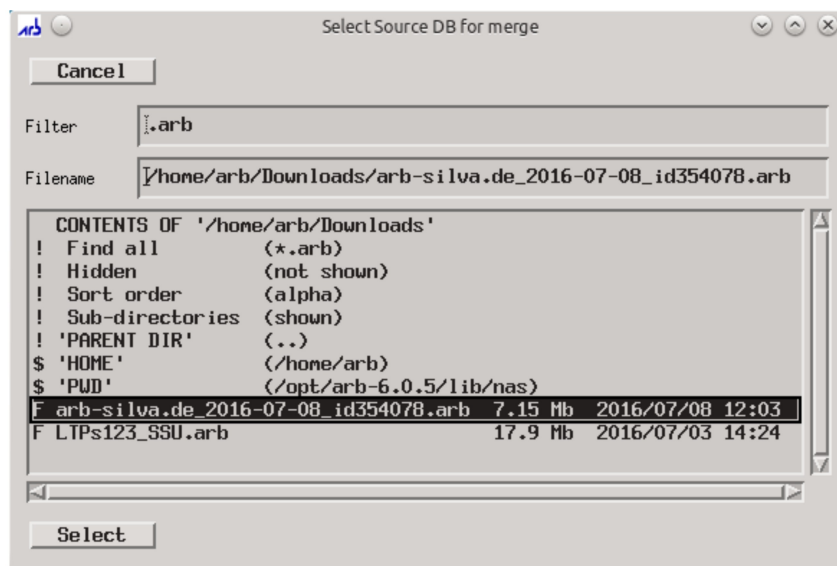 arb Select Source DB for merge
Cancel
Filter .arb
Filename /home/arb/Downloads/arb-silva.de_2016-07-08_id354078.arb
CONTENTS OF '/home/arb/Downloads'
! Find all (*.arb)
! Hidden (not shown)
! Sort order (alpha)
! Sub-directories (shown)
! 'PARENT DIR' (..)
$ 'HOME' (/home/arb)
$ 'PWD' (/opt/arb-6.0.5/lib/nas)
F arb-silva.de_2016-07-08_id354078.arb 7.15 Mb 2016/07/08 12:03
F LTPs123_SSU.arb 17.9 Mb 2016/07/03 14:24
Select